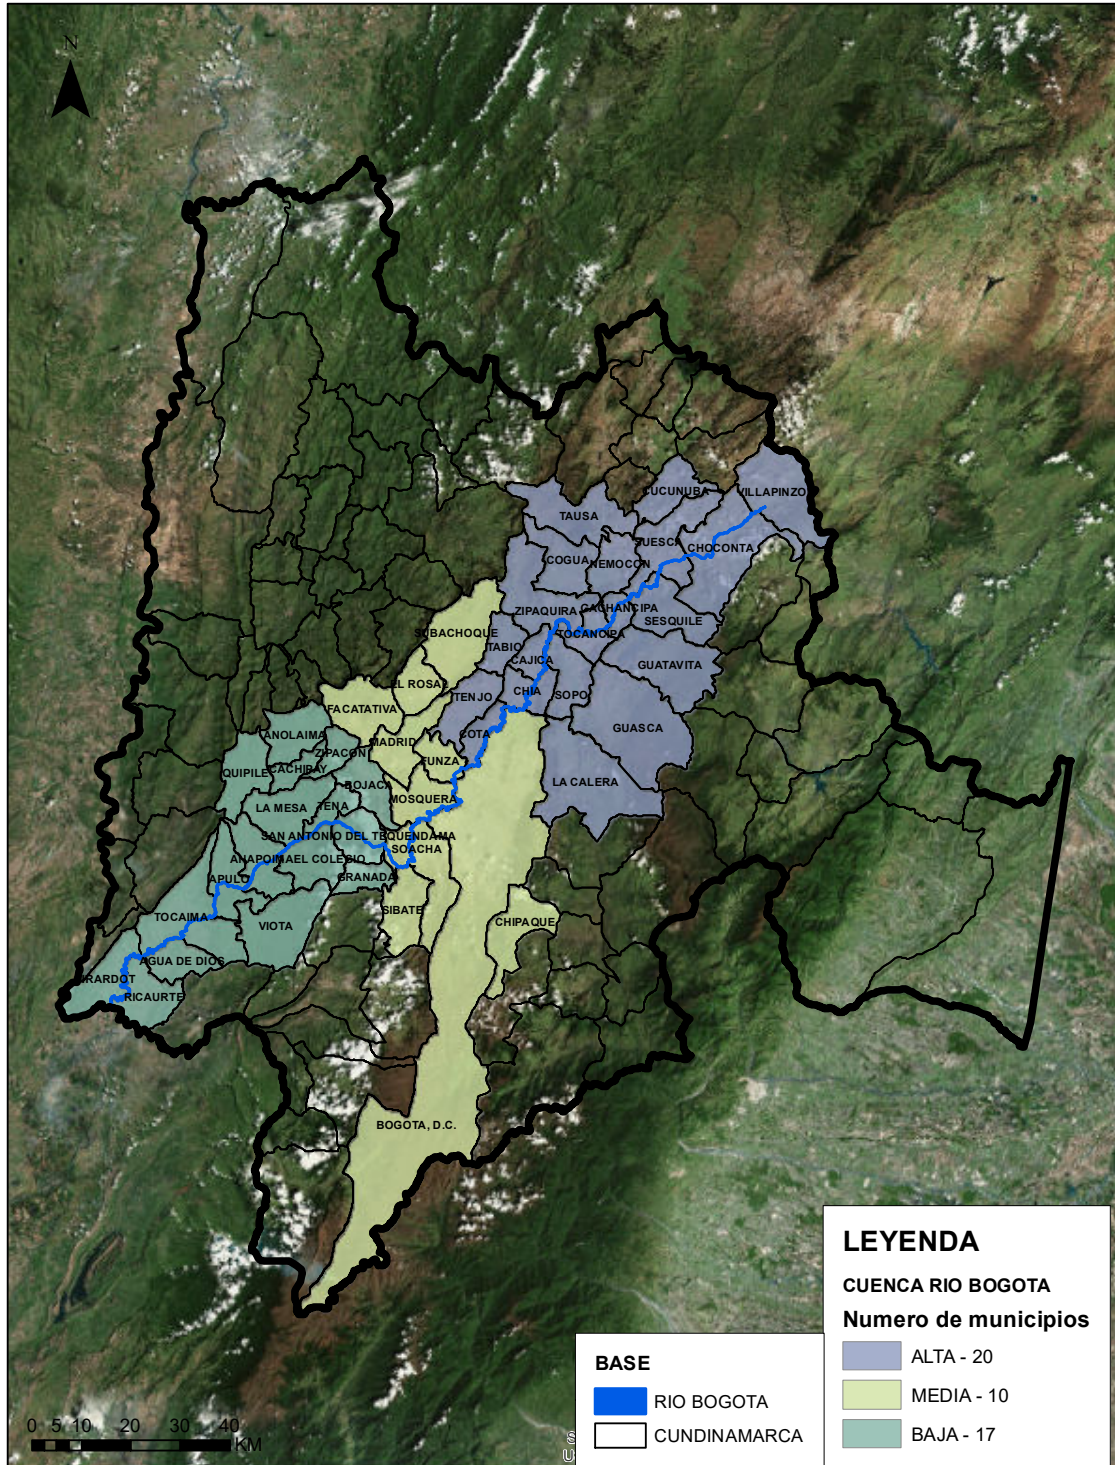 N
CUCUNUBA
VILLAPINZO
TAUSA
SUESCA
CHOCONTA
COGUA
NEMOCON
ZIPAQUIRA
GACHANCIPA
SESQUILE
SUBACHOQUE
TOCANCIPA
TABIO
CAJICA
GUATAVITA
EL ROSAL
TENJO
CHIA
SOPO
FACATATIVA
GUASCA
ANOLAIMA
MADRID
COTA
ZIPACON
FUNZA
QUIPILE
CACHIPAY
BOJACA
LA CALERA
MOSQUERA
LA MESA
TENA
SAN ANTONIO DEL TEQUENDAMA
SOACHA
ANAPOIMA
EL COLEGIO
APULO
GRANADA
SIBATE
TOCAIMA
VIOTA
CHIPAQUE
AGUA DE DIOS
IRARDOT
RICAURTE
BOGOTA, D.C.
LEYENDA
CUENCA RIO BOGOTA
Numero de municipios
ALTA - 20
MEDIA - 10
BAJA - 17
BASE
RIO BOGOTA
CUNDINAMARCA
0 5 10 20 30 40
KM